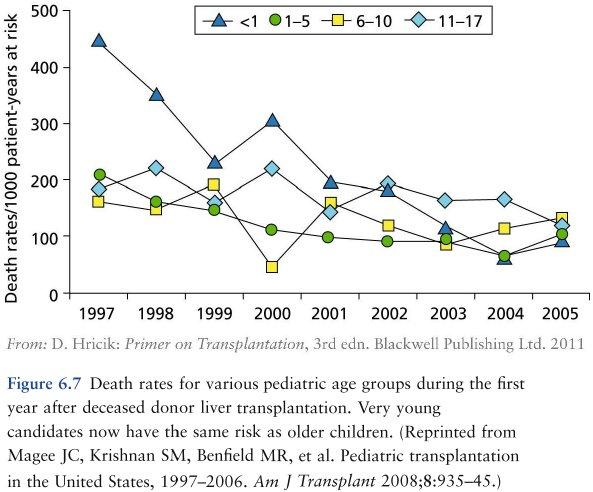 Death rates/1000 patient-years at risk
500
400
300
200
100
0
<1 1–5 6–10 11–17
1997 1998 1999 2000 2001 2002 2003 2004 2005
From: D. Hricik: Primer on Transplantation, 3rd edn. Blackwell Publishing Ltd. 2011
Figure 6.7 Death rates for various pediatric age groups during the first
year after deceased donor liver transplantation. Very young
candidates now have the same risk as older children. (Reprinted from
Magee JC, Krishnan SM, Benfield MR, et al. Pediatric transplantation
in the United States, 1997–2006. Am J Transplant 2008;8:935–45.)